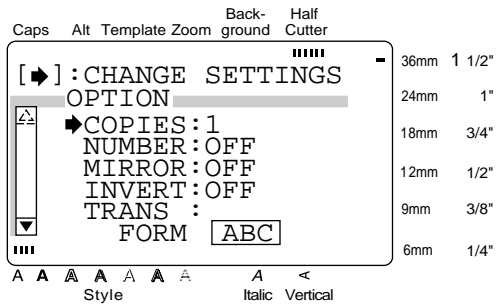 Back- Half
Caps Alt Template Zoom ground Cutter
[➡]:CHANGE SETTINGS
OPTION
➡COPIES:1
NUMBER:OFF
MIRROR:OFF
INVERT:OFF
TRANS :
FORM ABC
36mm 1 1/2"
24mm 1"
18mm 3/4"
12mm 1/2"
9mm 3/8"
6mm 1/4"
A A A A A A A A A
Style Italic Vertical